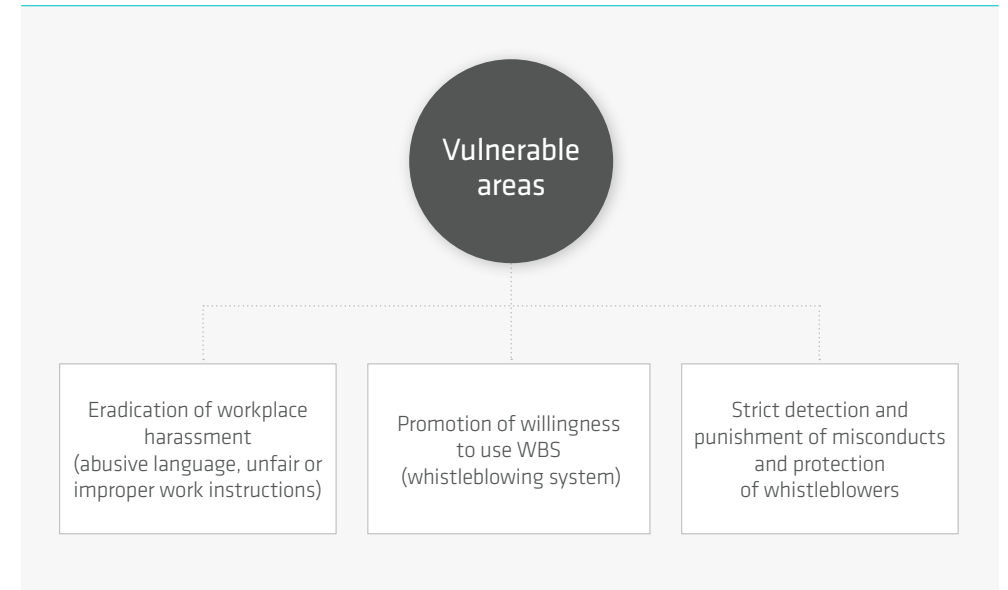 Vulnerable
areas
Eradication of workplace
harassment
(abusive language, unfair or
improper work instructions)
Promotion of willingness
to use WBS
(whistleblowing system)
Strict detection and
punishment of misconducts
and protection
of whistleblowers